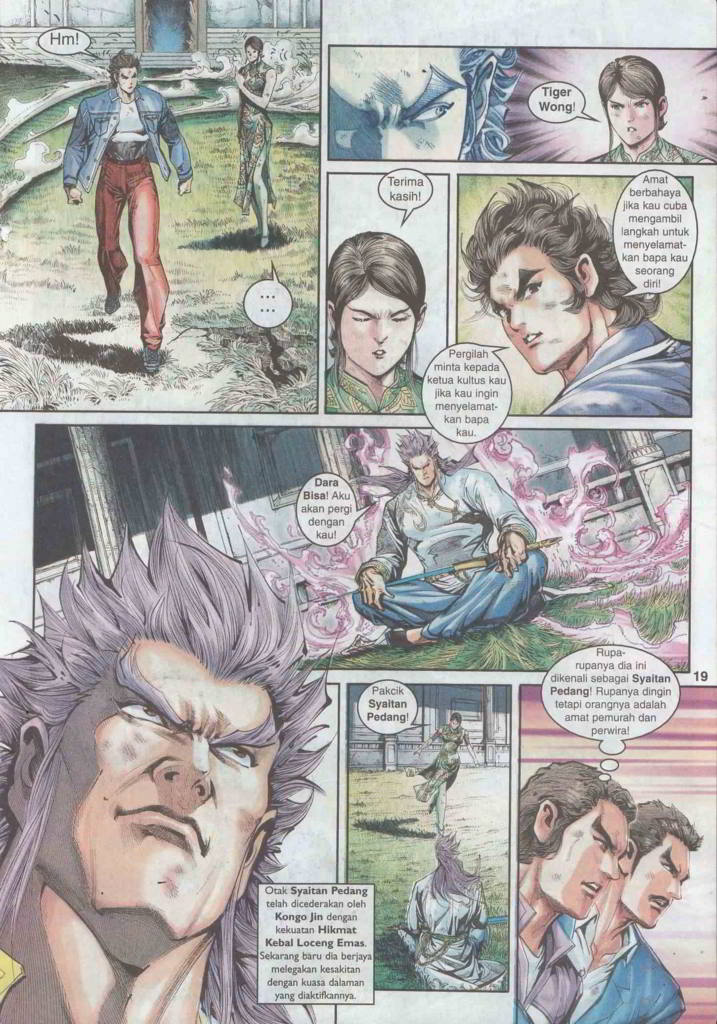 Hm!
...
...
Tiger
Wong!
Terima
kasih!
Amat
berbahaya
jika kau cuba
mengambil
langkah untuk
menyelamat-
kan bapa kau
seorang
diri!
Pergilah
minta kepada
ketua kultus kau
jika kau ingin
menyelamat-
kan bapa
kau.
Dara
Bisa! Aku
akan pergi
dengan
kau!
Rupa-
rupanya dia ini
dikenali sebagai Syaitan
Pedang! Rupanya dingin
tetapi orangnya adalah
amat pemurah dan
perwira!
19
Pakcik
Syaitan
Pedang!
Otak Syaitan Pedang
telah dicederakan oleh
Kongo Jin dengan
kekuatan Hikmat
Kebal Loceng Emas.
Sekarang baru dia berjaya
melegakan kesakitan
dengan kuasa dalaman
yang diaktifkannya.